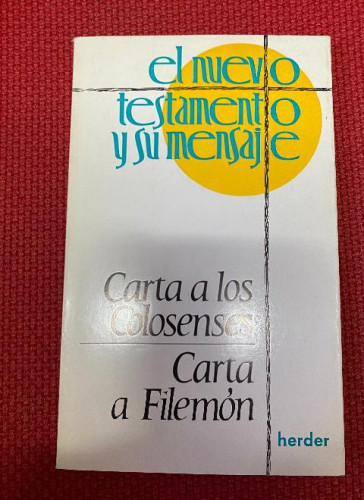 el nuevo
testamento
y su mensaje
Carta a los
Colosenses
Carta
a Filemón
herder